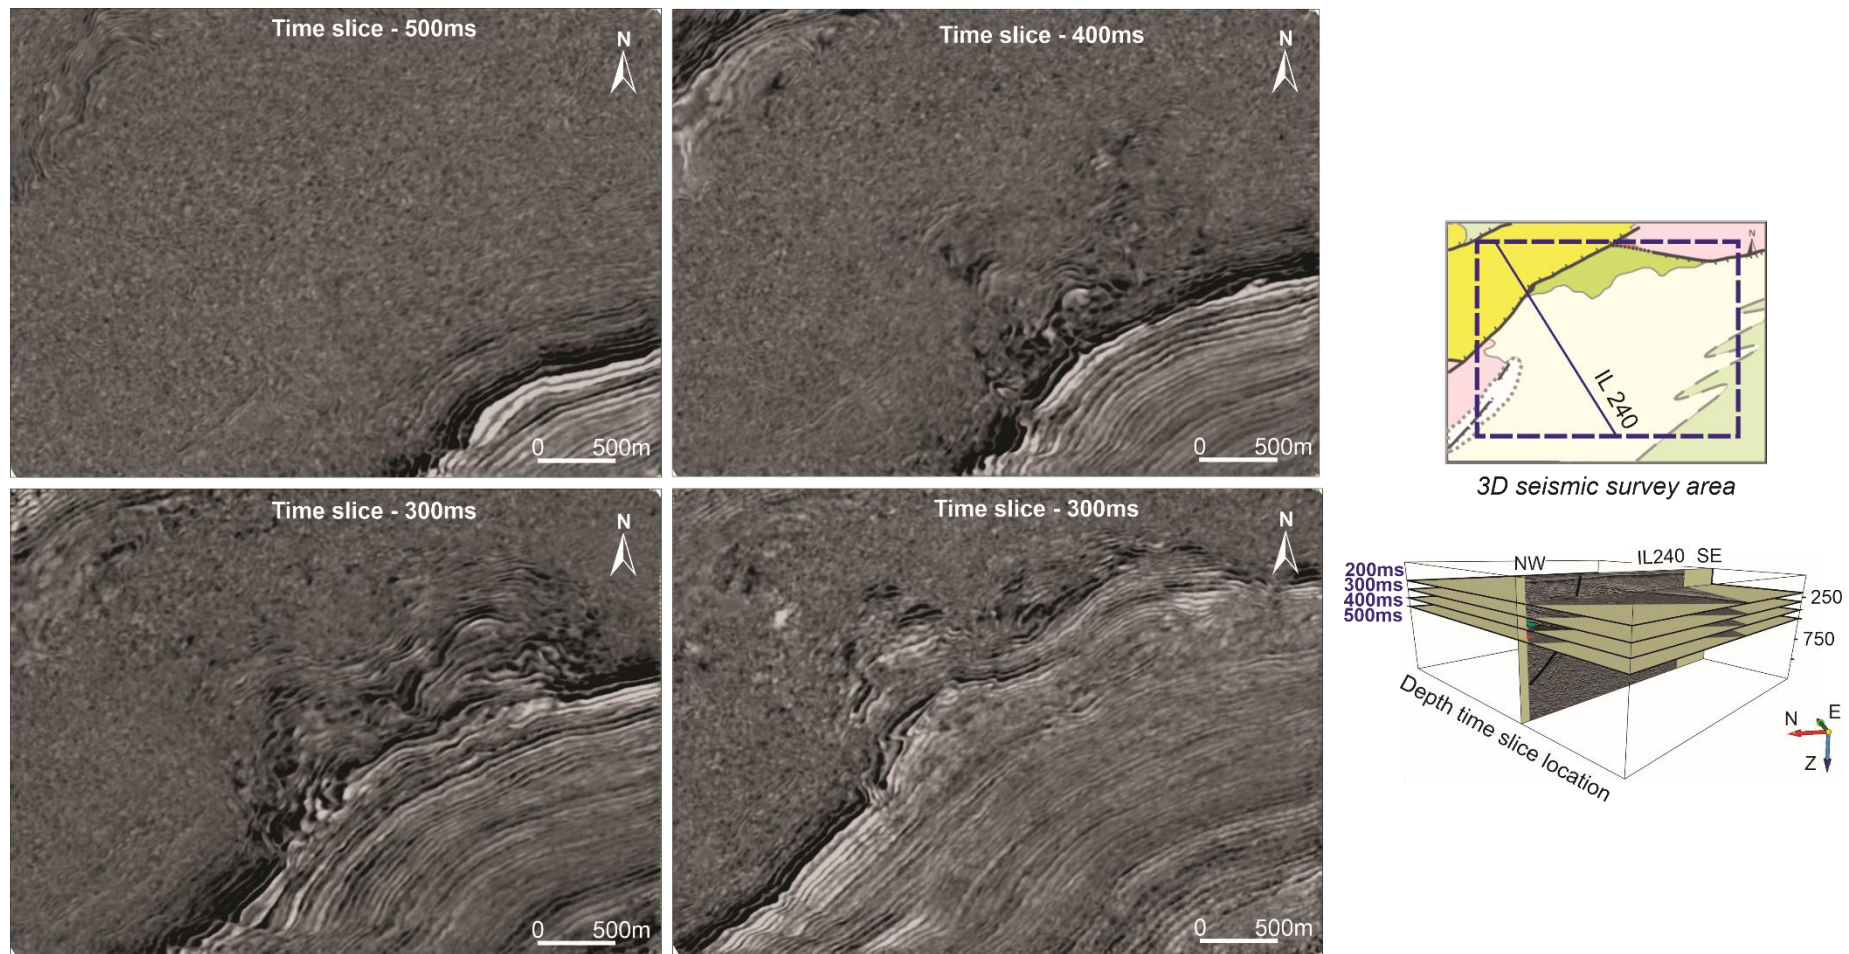 Time slice - 500ms
N
0 500m
Time slice - 400ms
N
0 500m
Time slice - 300ms
N
0 500m
Time slice - 300ms
N
0 500m
N
IL 240
3D seismic survey area
NW IL240 SE
200ms
300ms
400ms
500ms
250
750
Depth time slice location
N E
Z